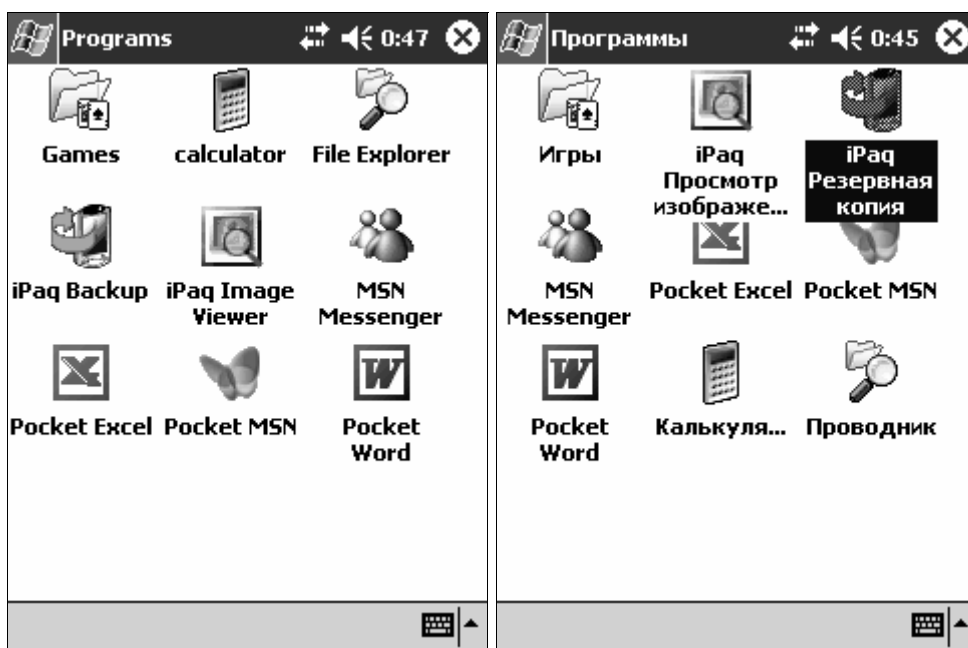 Programs 0:47
Games calculator File Explorer
iPaq Backup iPaq Image Viewer MSN Messenger
Pocket Excel Pocket MSN Pocket Word
Программы 0:45
Игры iPaq Просмотр изображе... iPaq Резервная копия
MSN Messenger Pocket Excel Pocket MSN
Pocket Word Калькуля... Проводник